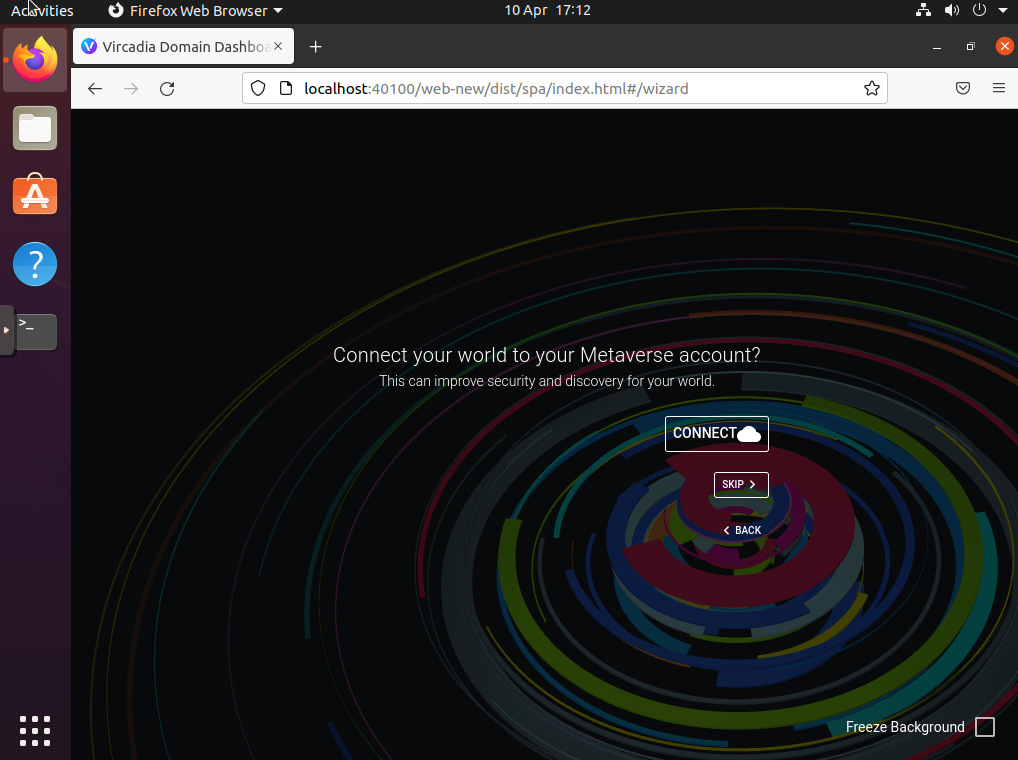 Activities
Firefox Web Browser
10 Apr 17:12
Vircadia Domain Dashboa
localhost:40100/web-new/dist/spa/index.html#/wizard
?
>_
Connect your world to your Metaverse account?
This can improve security and discovery for your world.
CONNECT
SKIP
BACK
Freeze Background